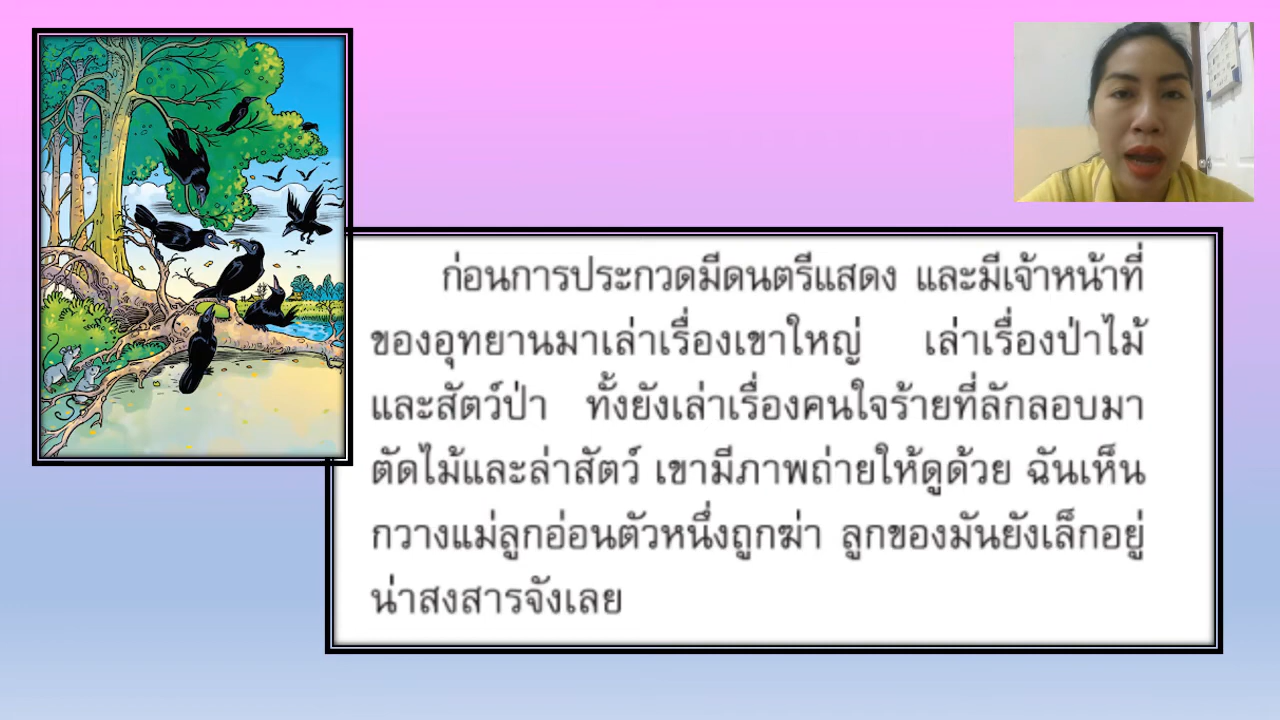 ก่อนการประกวดมีดนตรีแสดง และมีเจ้าหน้าที่
ของอุทยานมาเล่าเรื่องเขาใหญ่ เล่าเรื่องป่าไม้
และสัตว์ป่า ทั้งยังเล่าเรื่องคนใจร้ายที่ลักลอบมา
ตัดไม้และล่าสัตว์ เขามีภาพถ่ายให้ดูด้วย ฉันเห็น
กวางแม่ลูกอ่อนตัวหนึ่งถูกฆ่า ลูกของมันยังเล็กอยู่
น่าสงสารจังเลย